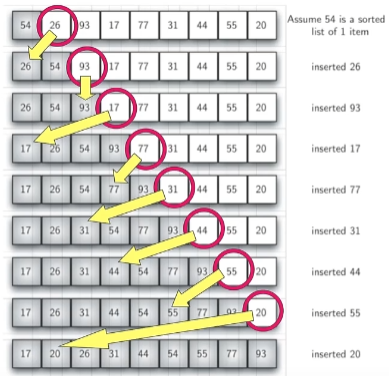 54 26 93 17 77 31 44 55 20 Assume 54 is a sorted
list of 1 item
26 54 93 17 77 31 44 55 20 inserted 26
26 54 93 17 77 31 44 55 20 inserted 93
17 26 54 93 77 31 44 55 20 inserted 17
17 26 54 77 93 31 44 55 20 inserted 77
17 26 31 54 77 93 44 55 20 inserted 31
17 26 31 44 54 77 93 55 20 inserted 44
17 26 31 44 54 55 77 93 20 inserted 55
17 20 26 31 44 54 55 77 93 inserted 20